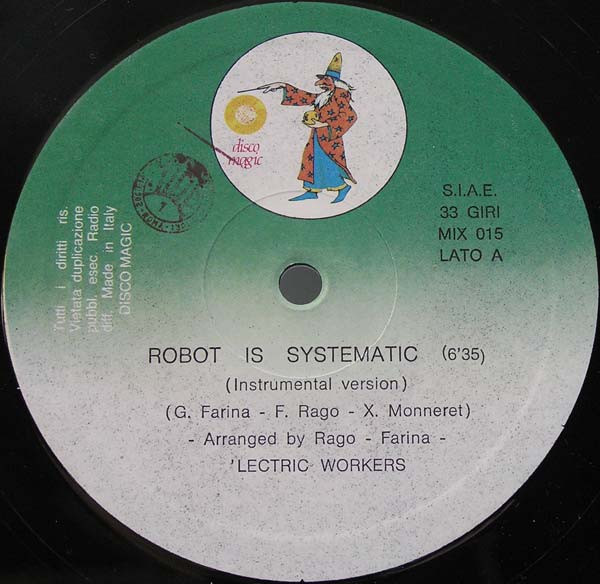 disco
magic
S.I.A.E.
33 GIRI
MIX 015
LATO A
Tutti i diritti ris.
Vietata duplicazione
pubbl. esec. Radio
diff. Made in Italy
DISCO MAGIC
ROBOT IS SYSTEMATIC (6'35)
(Instrumental version)
(G. Farina - F. Rago - X. Monneret)
- Arranged by Rago - Farina -
'LECTRIC WORKERS